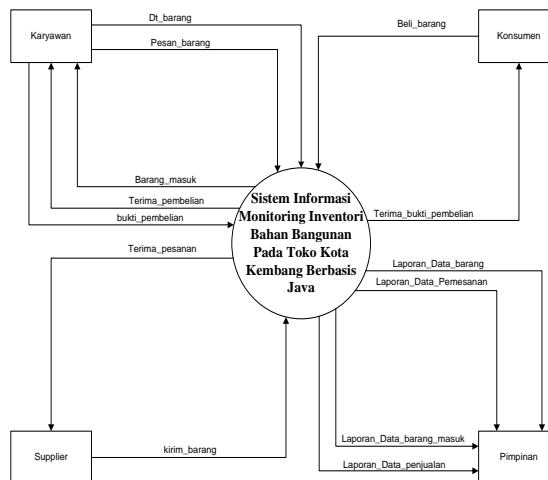 Dt_barang
Beli_barang
Karyawan
Konsumen
Pesan_barang
Barang_masuk
Terima_pembelian
bukti_pembelian
Terima_bukti_pembelian
Sistem Informasi
Monitoring Inventori
Bahan Bangunan
Pada Toko Kota
Kembang Berbasis
Java
Terima_pesanan
Laporan_Data_barang
Laporan_Data_Pemesanan
Laporan_Data_barang_masuk
Supplier
kirim_barang
Pimpinan
Laporan_Data_penjualan